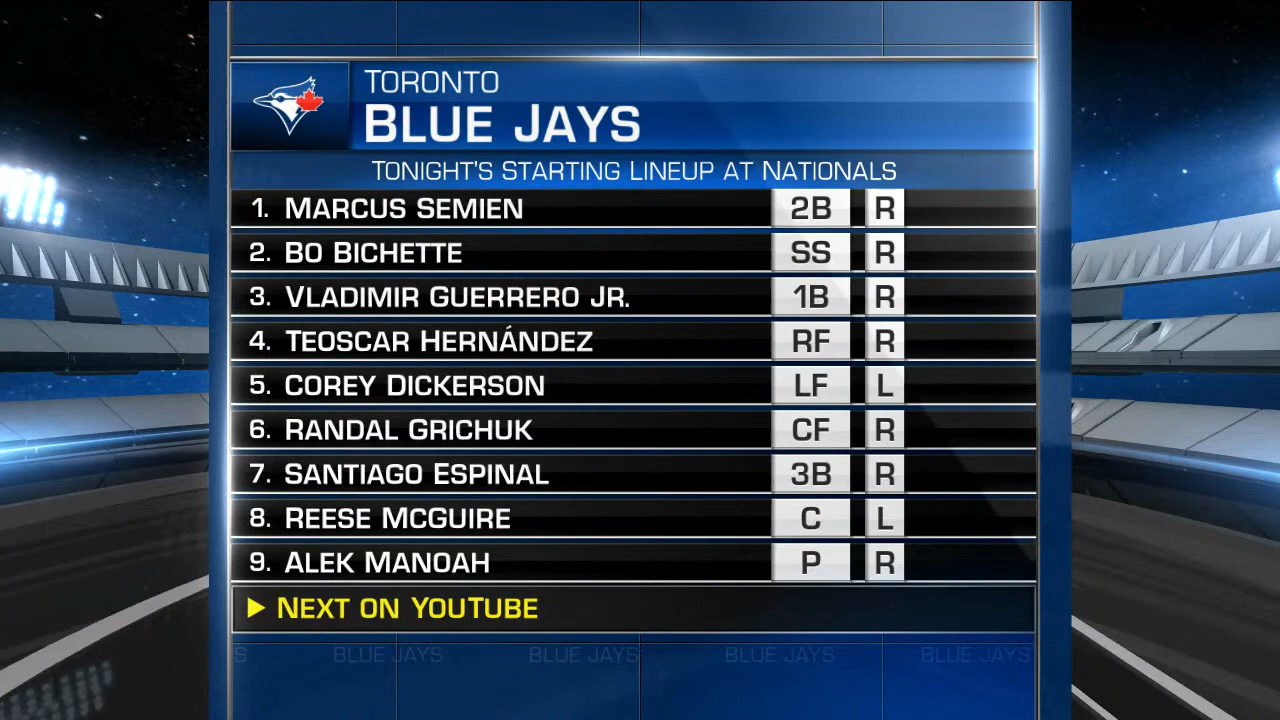 TORONTO
BLUE JAYS
TONIGHT'S STARTING LINEUP AT NATIONALS
1. MARCUS SEMIEN 2B R
2. BO BICHETTE SS R
3. VLADIMIR GUERRERO JR. 1B R
4. TEOSCAR HERNÁNDEZ RF R
5. COREY DICKERSON LF L
6. RANDAL GRICHUK CF R
7. SANTIAGO ESPINAL 3B R
8. REESE MCGUIRE C L
9. ALEK MANOAH P R
▶ NEXT ON YOUTUBE
S BLUE JAYS BLUE JAYS BLUE JAYS BLUE JAYS